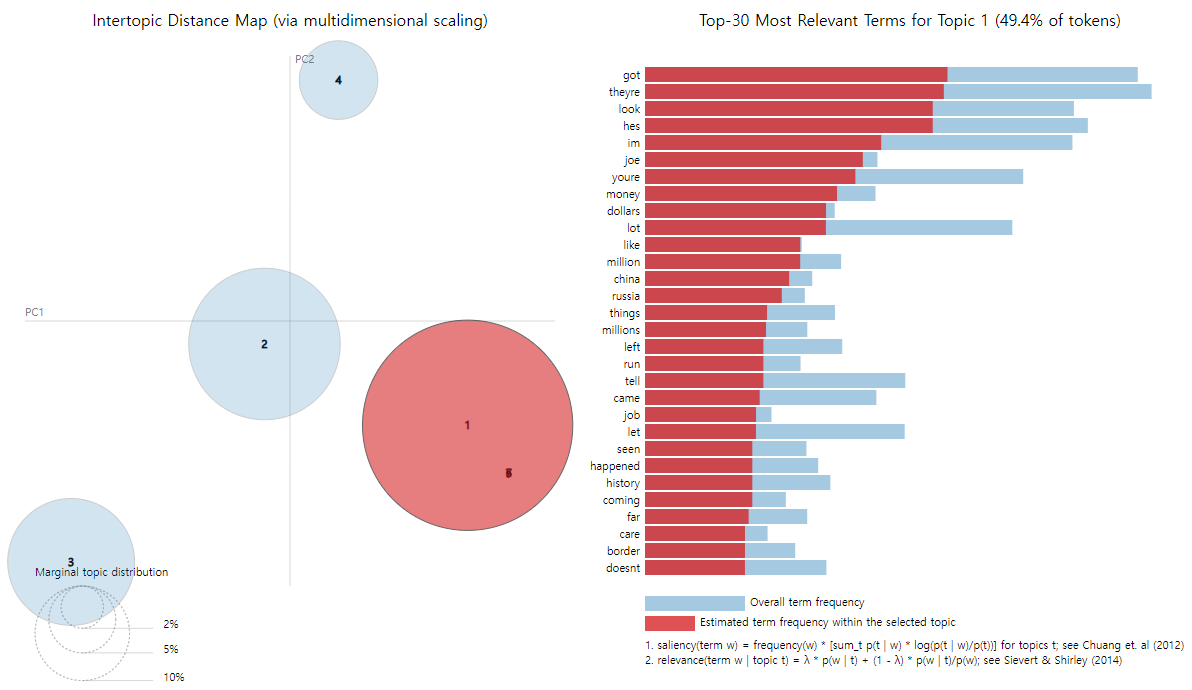 Intertopic Distance Map (via multidimensional scaling)
PC2
4
PC1
2
1
3
Marginal topic distribution
2%
5%
10%
Top-30 Most Relevant Terms for Topic 1 (49.4% of tokens)
got
theyre
look
hes
im
joe
youre
money
dollars
lot
like
million
china
russia
things
millions
left
run
tell
came
job
let
seen
happened
history
coming
far
care
border
doesnt
Overall term frequency
Estimated term frequency within the selected topic
1. saliency(term w) = frequency(w) * [sum_t p(t | w) * log(p(t | w)/p(t))] for topics t; see Chuang et. al (2012)
2. relevance(term w | topic t) = λ * p(w | t) + (1 - λ) * p(w | t)/p(w); see Sievert & Shirley (2014)